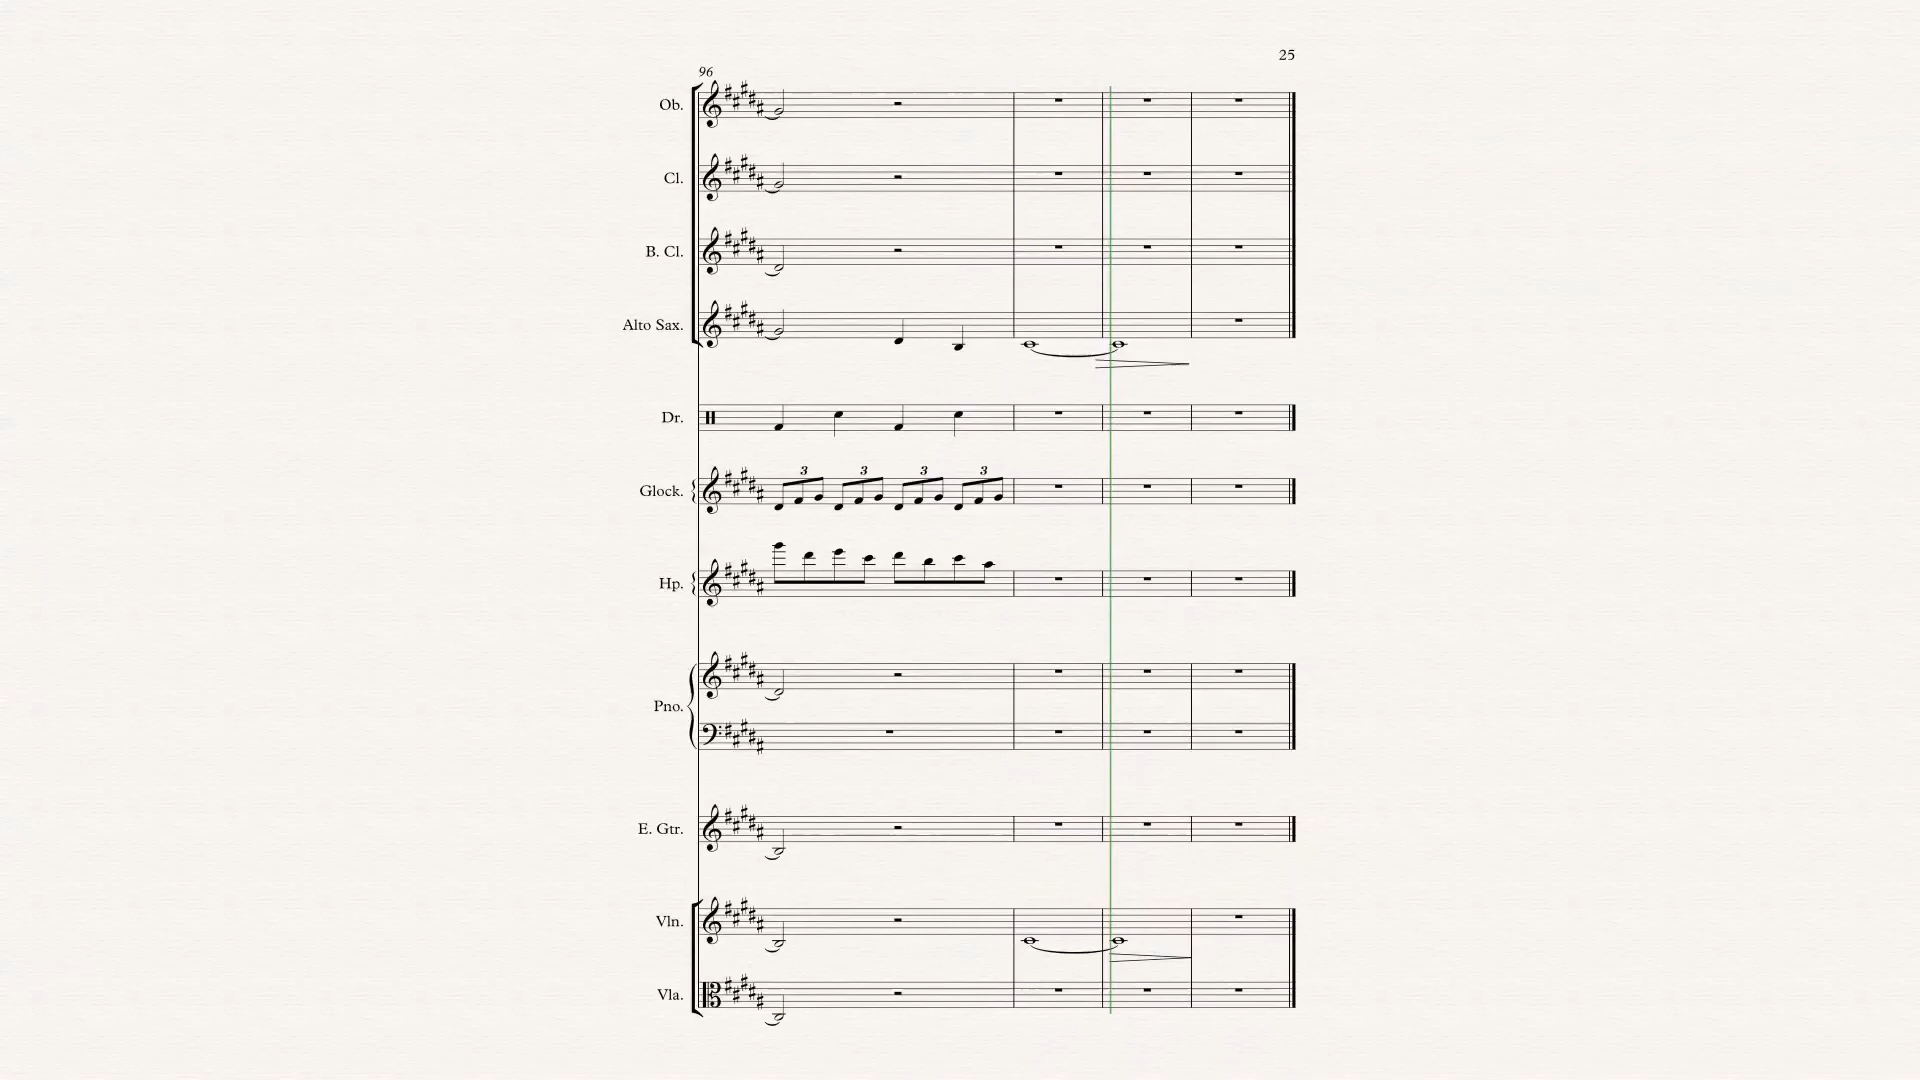 25
96
Ob.
Cl.
B. Cl.
Alto Sax.
Dr.
3 3 3 3
Glock.
Hp.
Pno.
E. Gtr.
Vln.
Vla.